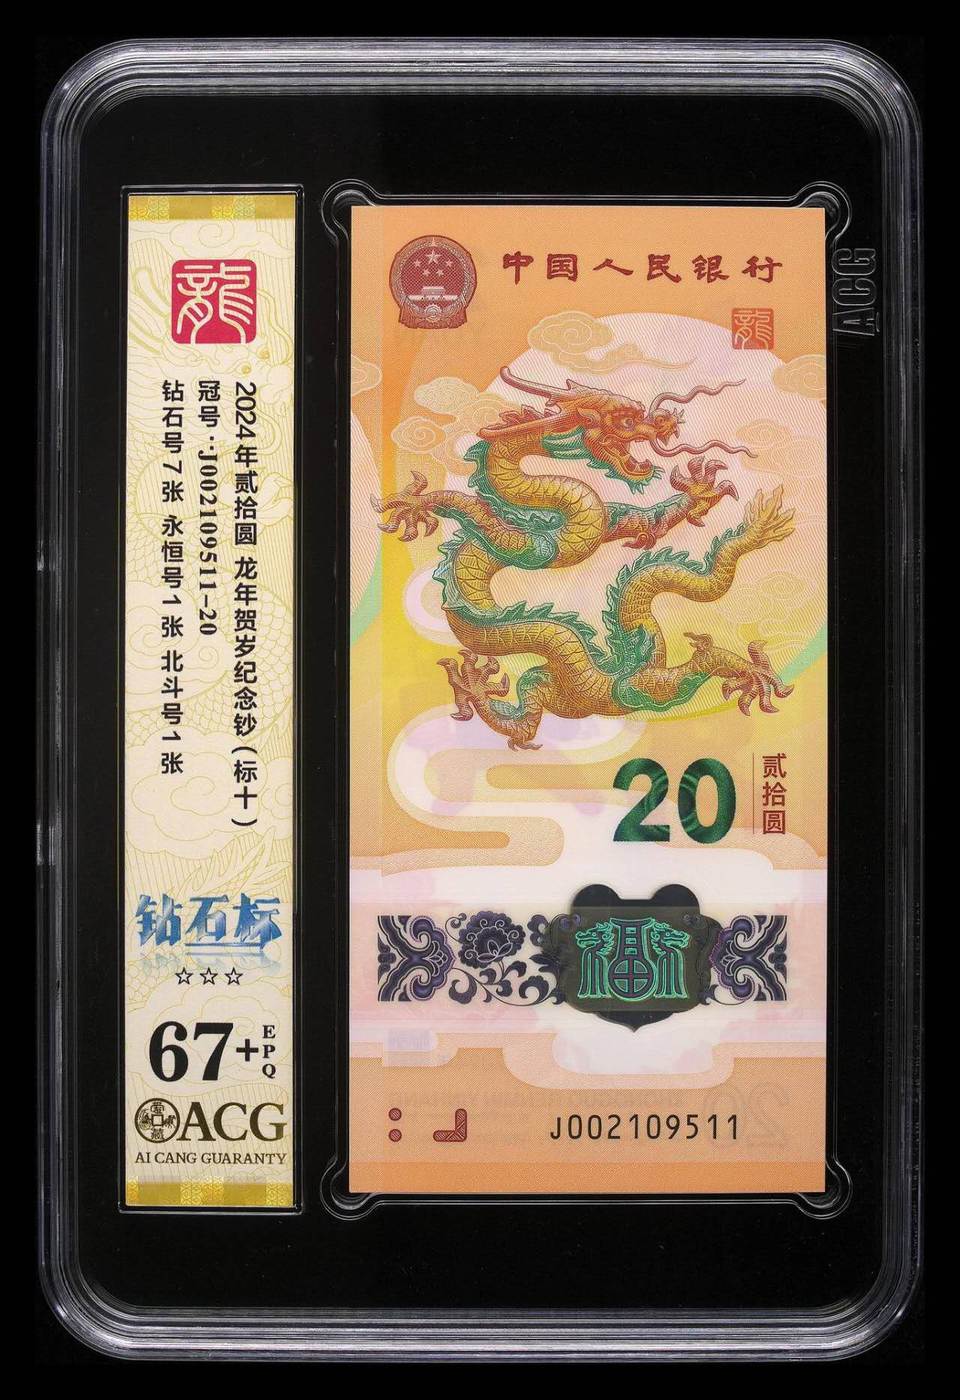 龍
2024年贰拾圆 龙年贺岁纪念钞(标十)
冠号:J002109511-20
钻石号7张 永恒号1张 北斗号1张
钻石标
☆☆☆
67+EPQ
爱藏
ACG
AI CANG GUARANTY
中国人民银行
龍
20
贰拾圆
福
J002109511
ACG